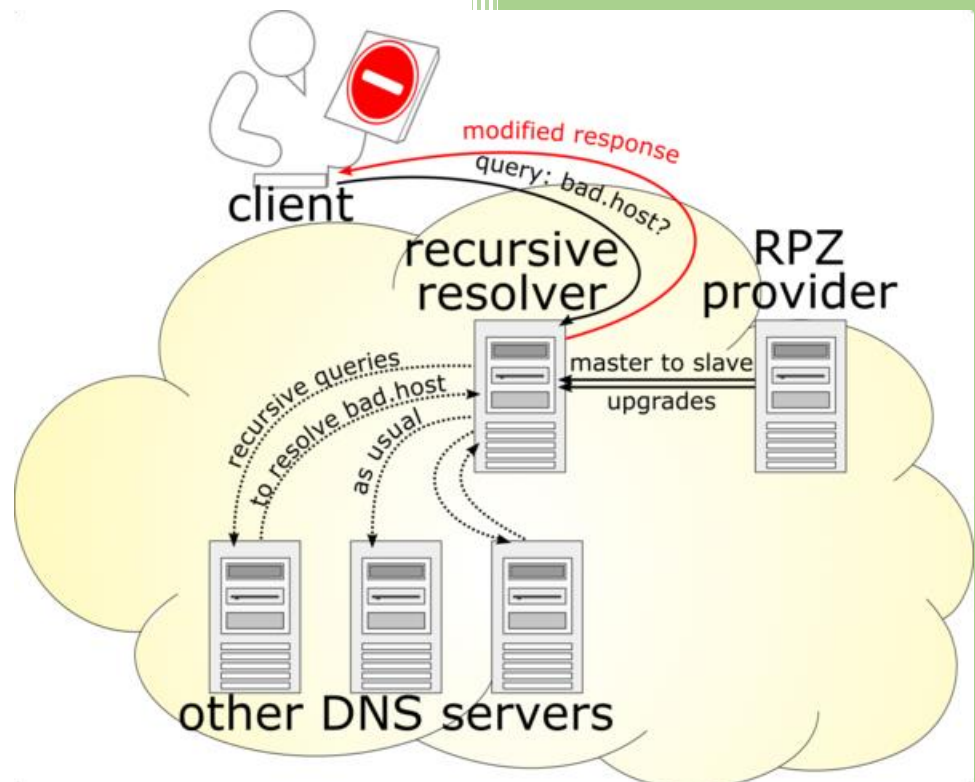 modified response
query: bad.host?
client
recursive
resolver
RPZ
provider
master to slave
upgrades
recursive queries
to resolve bad.host
as usual
other DNS servers